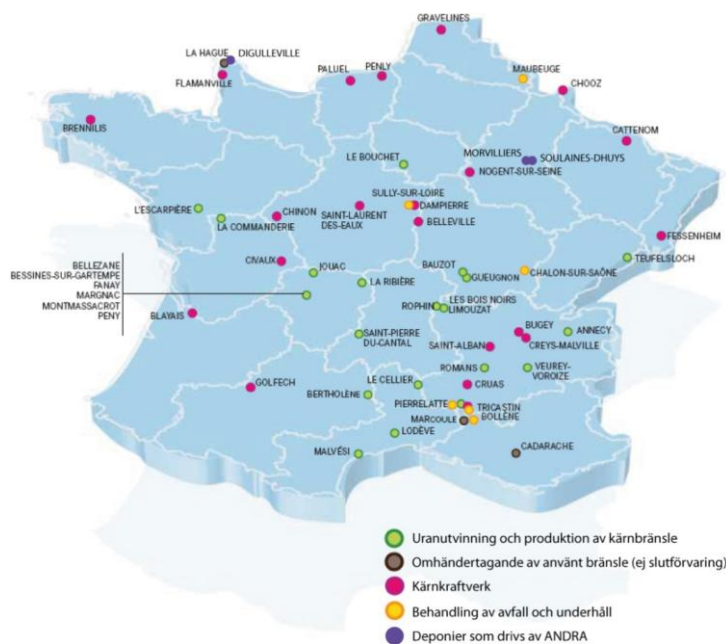 GRAVELINES
LA HAGUE
DIGULLEVILLE
FLAMANVILLE
PALUEL
PENLY
MAUBEUGE
CHOOZ
BRENNILIS
CATTENOM
LE BOUCHET
MORVILLIERS
SOULAINES-DHUYS
NOGENT-SUR-SEINE
SULLY-SUR-LOIRE
L'ESCARPIÈRE
CHINON
SAINT-LAURENT
DES-EAUX
DAMPIERRE
LA COMMANDERIE
BELLEVILLE
FESSENHEIM
CIVAUX
TEUFELSLOCH
BELLEZANE
BESSINES-SUR-GARTEMPE
FANAY
MARGNAC
MONTMASSACROT
PENY
JOUAC
LA RIBIÈRE
BAUZOT
GUEUGNON
CHALON-SUR-SAÔNE
BLAYAIS
ROPHIN
LES BOIS NOIRS
LIMOUZAT
BUGEY
ANNECY
SAINT-PIERRE
DU-CANTAL
SAINT-ALBAN
CREYS-MALVILLE
ROMANS
VEUREY-
VOROIZE
GOLFECH
LE CELLIER
CRUAS
BERTHOLÈNE
PIERRELATTE
TRICASTIN
BOLLÈNE
MARCOULE
LODÈVE
MALVÉSI
CADARACHE
Uranutvinning och produktion av kärnbränsle
Omhändertagande av använt bränsle (ej slutförvaring)
Kärnkraftverk
Behandling av avfall och underhåll
Deponier som drivs av ANDRA